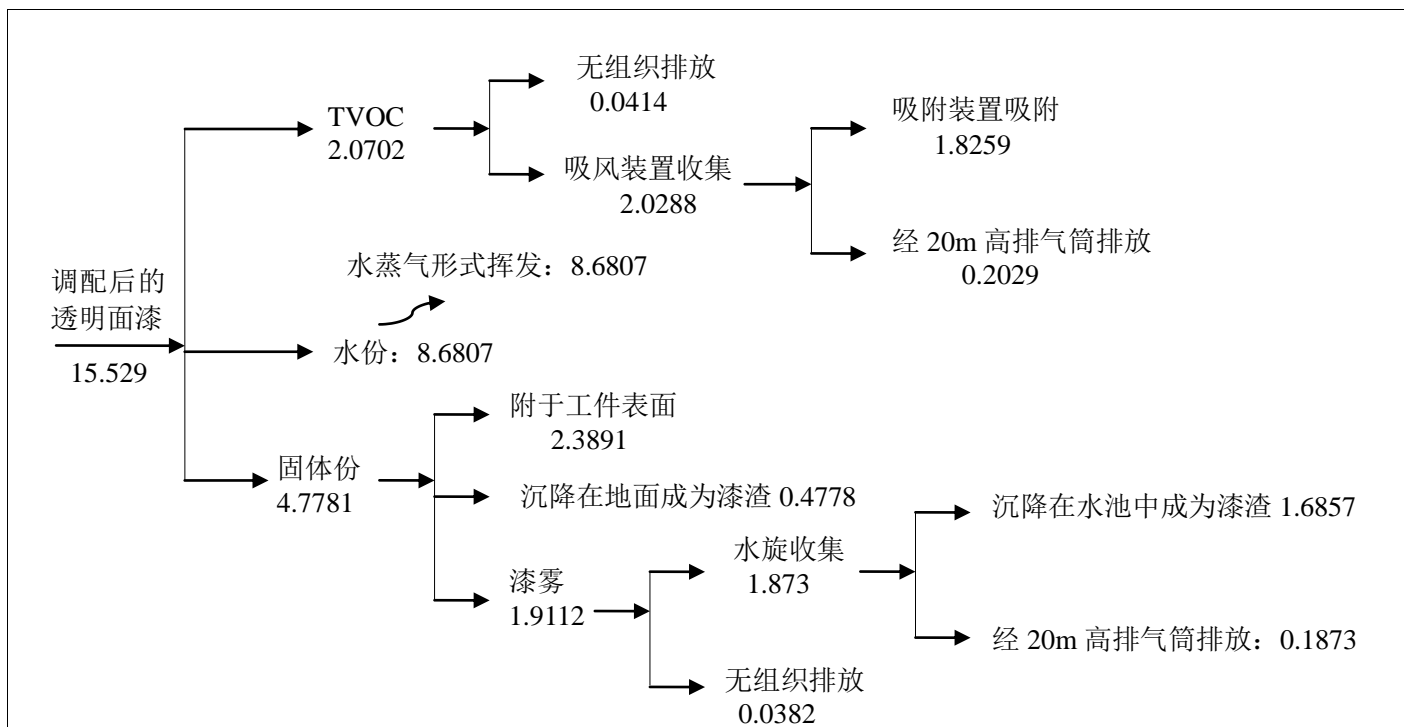 无组织排放
0.0414
TVOC
2.0702
吸附装置吸附
1.8259
吸风装置收集
2.0288
经 20m 高排气筒排放
0.2029
水蒸气形式挥发：8.6807
调配后的
透明面漆
15.529
水份：8.6807
附于工件表面
2.3891
固体份
4.7781
沉降在地面成为漆渣 0.4778
沉降在水池中成为漆渣 1.6857
水旋收集
1.873
漆雾
1.9112
经 20m 高排气筒排放：0.1873
无组织排放
0.0382